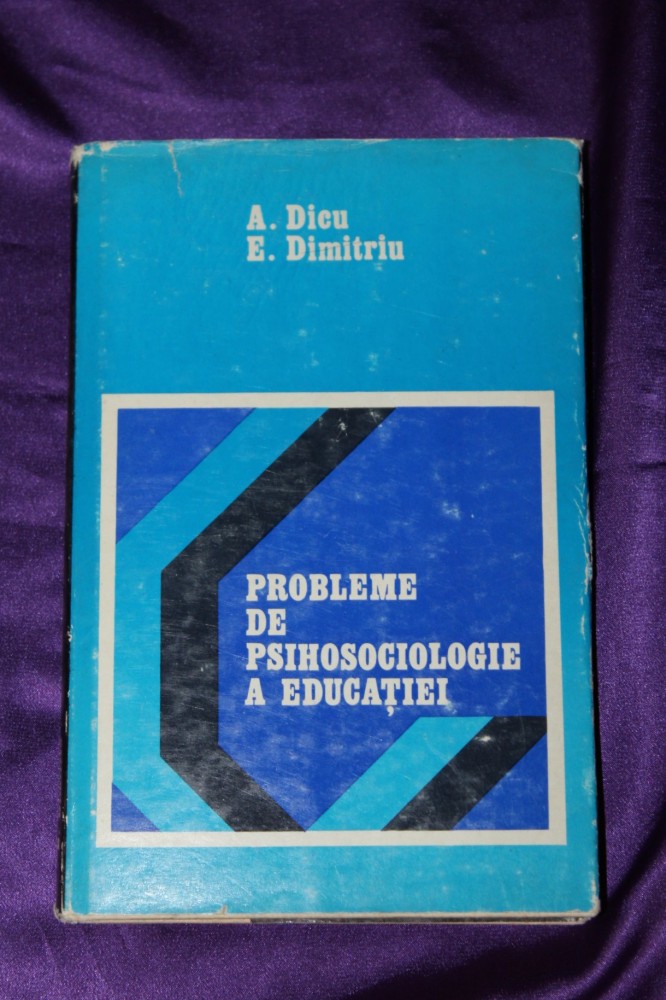 A. Dicu
E. Dimitriu
PROBLEME
DE
PSIHOSOCIOLOGIE
A EDUCAȚIEI